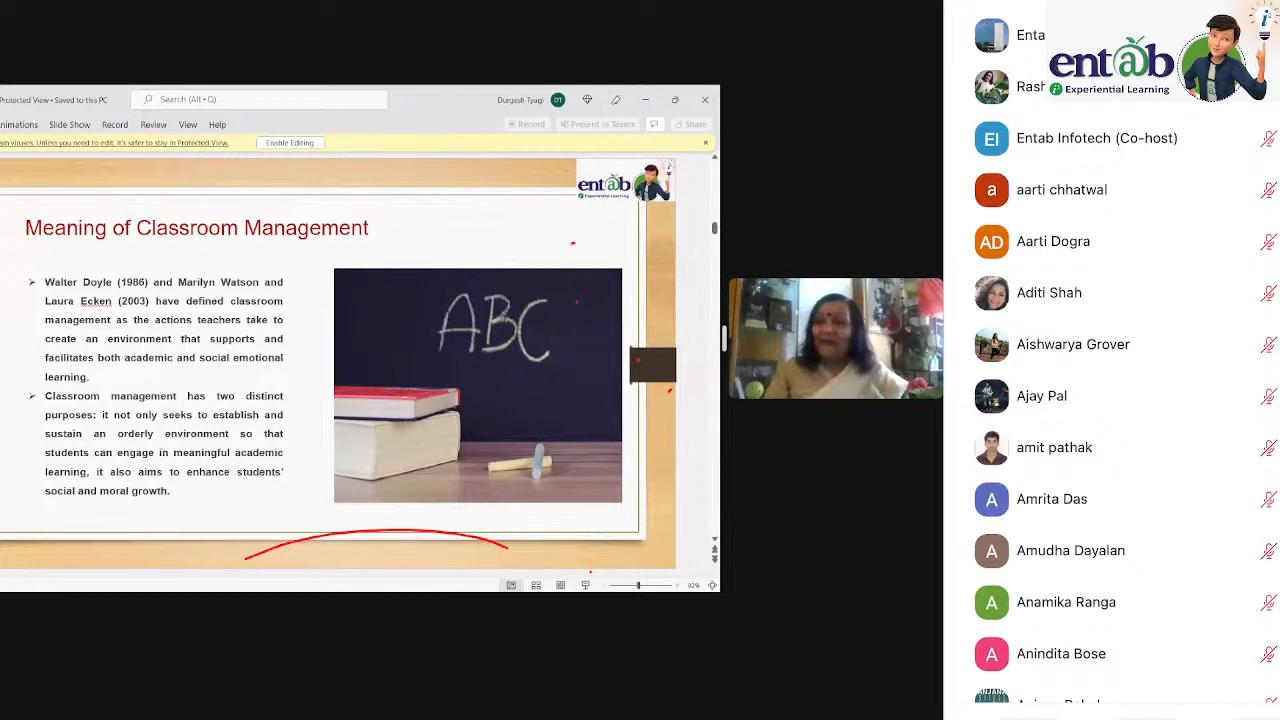 Protected View • Saved to this PC
Search (Alt+Q)
Durgesh Tyagi
DT
Slide Show
Record
Review
View
Help
Record
Present in Teams
Share
Unless you need to edit, it's safer to stay in Protected View.
Enable Editing
entab
Experiential Learning
Meaning of Classroom Management
Walter Doyle (1986) and Marilyn Watson and
Laura Ecken (2003) have defined classroom
management as the actions teachers take to
create an environment that supports and
facilitates both academic and social emotional
learning.
Classroom management has two distinct
purposes: it not only seeks to establish and
sustain an orderly environment so that
students can engage in meaningful academic
learning, it also aims to enhance students'
social and moral growth.
ABC
92%
entab
i Experiential Learning
Enta
Rash
EI
Entab Infotech (Co-host)
a
aarti chhatwal
AD
Aarti Dogra
Aditi Shah
Aishwarya Grover
Ajay Pal
amit pathak
A
Amrita Das
A
Amudha Dayalan
A
Anamika Ranga
A
Anindita Bose